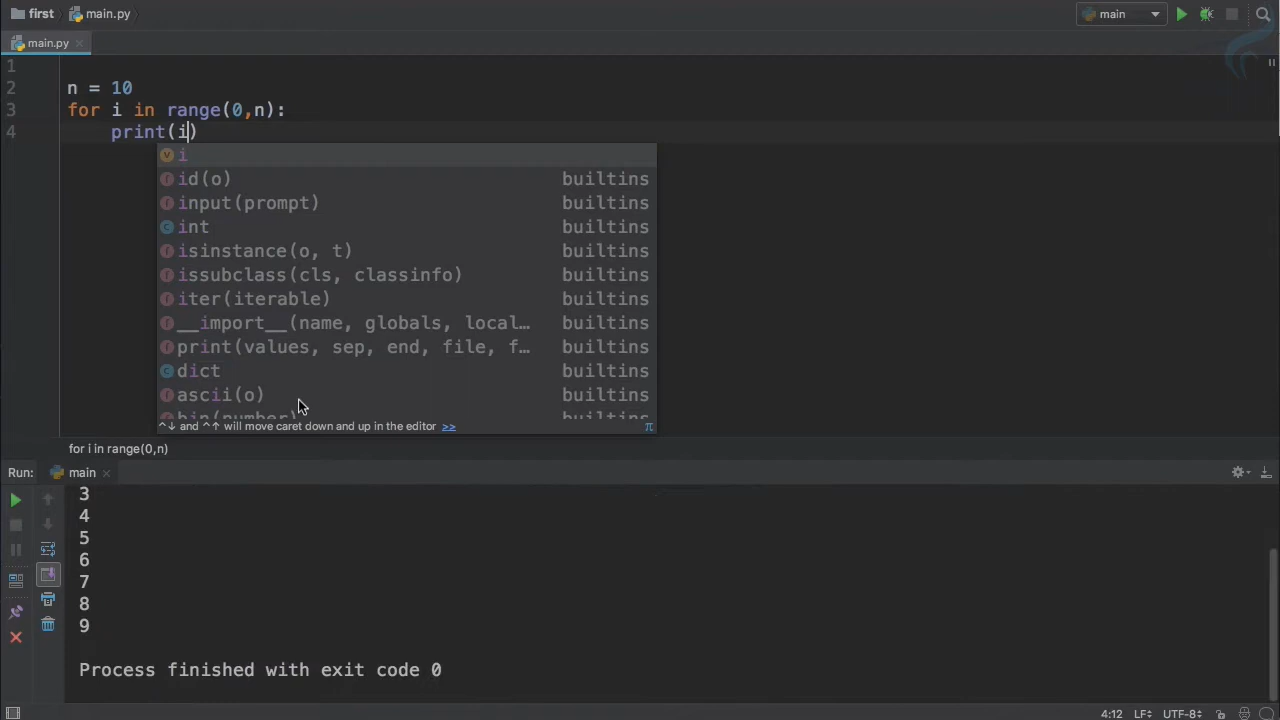 first main.py
main
main.py
1
2 n = 10
3 for i in range(0,n):
4 print(i)
i
id(o) builtins
input(prompt) builtins
int builtins
isinstance(o, t) builtins
issubclass(cls, classinfo) builtins
iter(iterable) builtins
__import__(name, globals, local… builtins
print(values, sep, end, file, f… builtins
dict builtins
ascii(o) builtins
bin(number) builtins
^↓ and ^↑ will move caret down and up in the editor >> π
for i in range(0,n)
Run: main
3
4
5
6
7
8
9
Process finished with exit code 0
4:12 LF÷ UTF-8÷